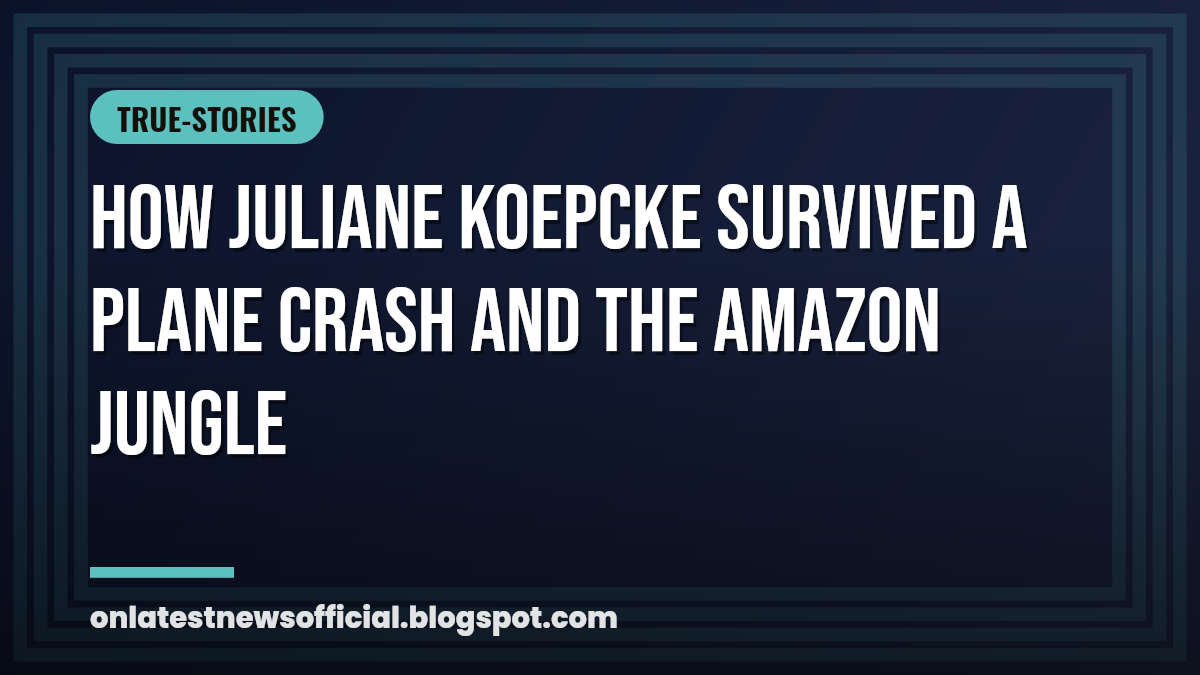 TRUE-STORIES
HOW JULIANE KOEPCKE SURVIVED A
PLANE CRASH AND THE AMAZON
JUNGLE
onlatestnewsofficial.blogspot.com